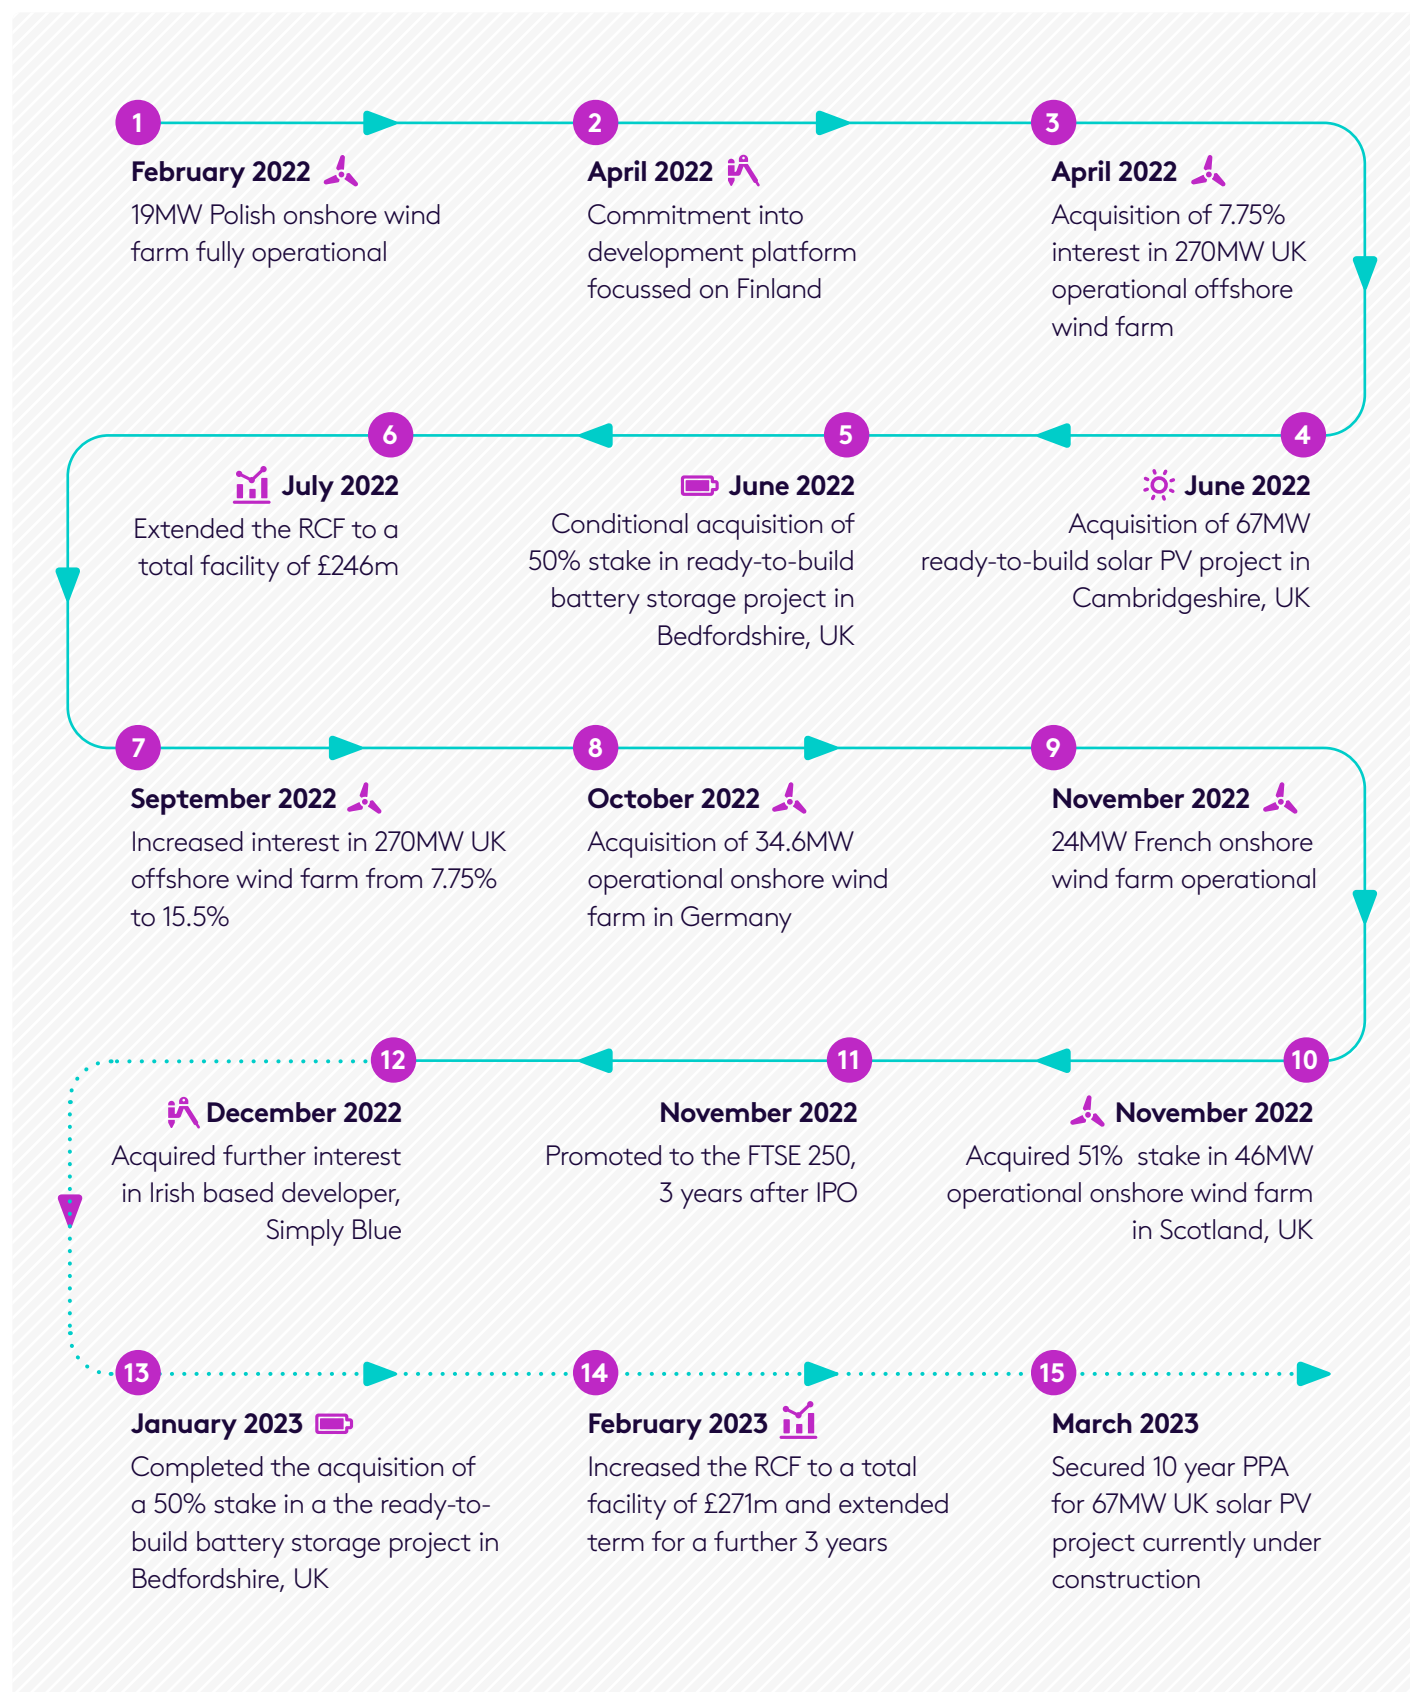 1
February 2022
19MW Polish onshore wind
farm fully operational
2
April 2022
Commitment into
development platform
focussed on Finland
3
April 2022
Acquisition of 7.75%
interest in 270MW UK
operational offshore
wind farm
4
June 2022
Acquisition of 67MW
ready-to-build solar PV project in
Cambridgeshire, UK
5
June 2022
Conditional acquisition of
50% stake in ready-to-build
battery storage project in
Bedfordshire, UK
6
July 2022
Extended the RCF to a
total facility of £246m
7
September 2022
Increased interest in 270MW UK
offshore wind farm from 7.75%
to 15.5%
8
October 2022
Acquisition of 34.6MW
operational onshore wind
farm in Germany
9
November 2022
24MW French onshore
wind farm operational
10
November 2022
Acquired 51% stake in 46MW
operational onshore wind farm
in Scotland, UK
11
November 2022
Promoted to the FTSE 250,
3 years after IPO
12
December 2022
Acquired further interest
in Irish based developer,
Simply Blue
13
January 2023
Completed the acquisition of
a 50% stake in a the ready-to-
build battery storage project in
Bedfordshire, UK
14
February 2023
Increased the RCF to a total
facility of £271m and extended
term for a further 3 years
15
March 2023
Secured 10 year PPA
for 67MW UK solar PV
project currently under
construction